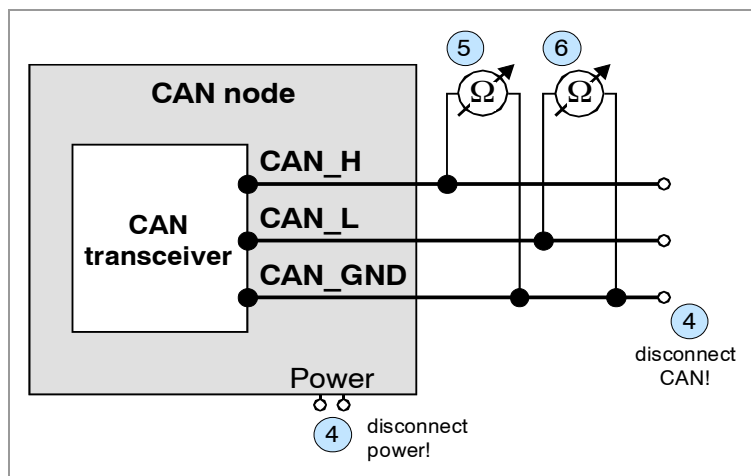 5
6
Ω
Ω
CAN node
CAN_H
CAN
transceiver
CAN_L
CAN_GND
4
disconnect
CAN!
Power
4
disconnect
power!